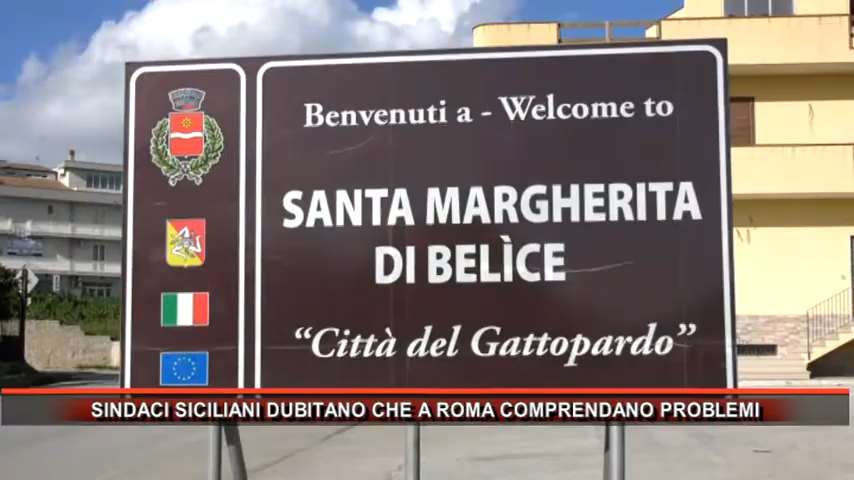 Benvenuti a - Welcome to
SANTA MARGHERITA
DI BELÌCE
"Città del Gattopardo"
SINDACI SICILIANI DUBITANO CHE A ROMA COMPRENDANO PROBLEMI